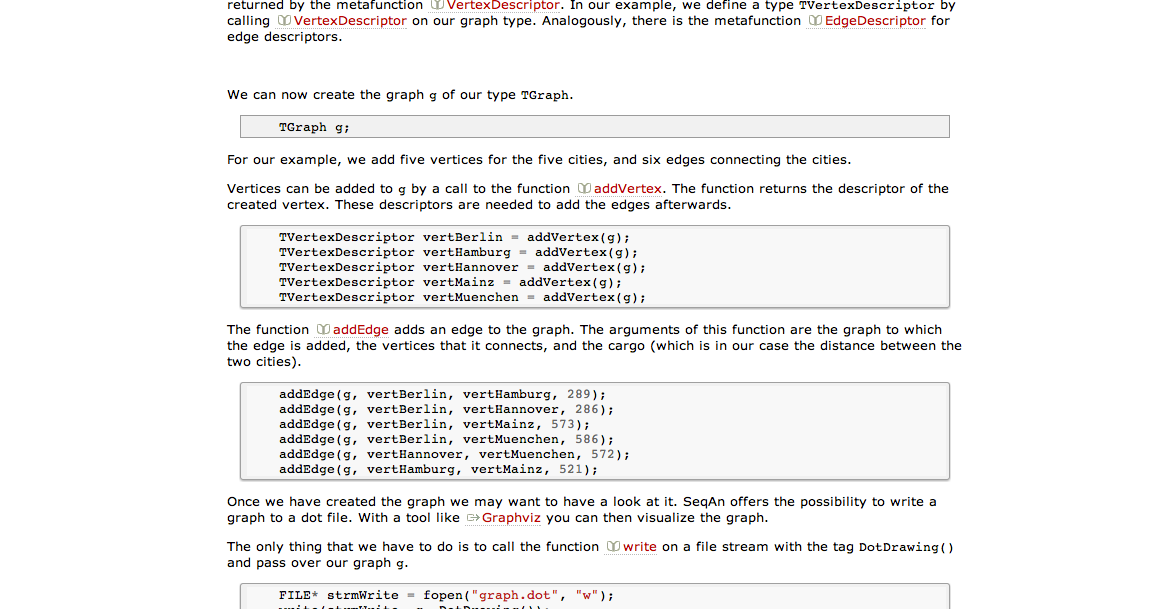 returned by the metafunction VertexDescriptor. In our example, we define a type TVertexDescriptor by
calling VertexDescriptor on our graph type. Analogously, there is the metafunction EdgeDescriptor for
edge descriptors.
We can now create the graph g of our type TGraph.
TGraph g;
For our example, we add five vertices for the five cities, and six edges connecting the cities.
Vertices can be added to g by a call to the function addVertex. The function returns the descriptor of the
created vertex. These descriptors are needed to add the edges afterwards.
TVertexDescriptor vertBerlin = addVertex(g);
TVertexDescriptor vertHamburg = addVertex(g);
TVertexDescriptor vertHannover = addVertex(g);
TVertexDescriptor vertMainz = addVertex(g);
TVertexDescriptor vertMuenchen = addVertex(g);
The function addEdge adds an edge to the graph. The arguments of this function are the graph to which
the edge is added, the vertices that it connects, and the cargo (which is in our case the distance between the
two cities).
addEdge(g, vertBerlin, vertHamburg, 289);
addEdge(g, vertBerlin, vertHannover, 286);
addEdge(g, vertBerlin, vertMainz, 573);
addEdge(g, vertBerlin, vertMuenchen, 586);
addEdge(g, vertHannover, vertMuenchen, 572);
addEdge(g, vertHamburg, vertMainz, 521);
Once we have created the graph we may want to have a look at it. SeqAn offers the possibility to write a
graph to a dot file. With a tool like Graphviz you can then visualize the graph.
The only thing that we have to do is to call the function write on a file stream with the tag DotDrawing()
and pass over our graph g.
FILE* strmWrite = fopen("graph.dot", "w");